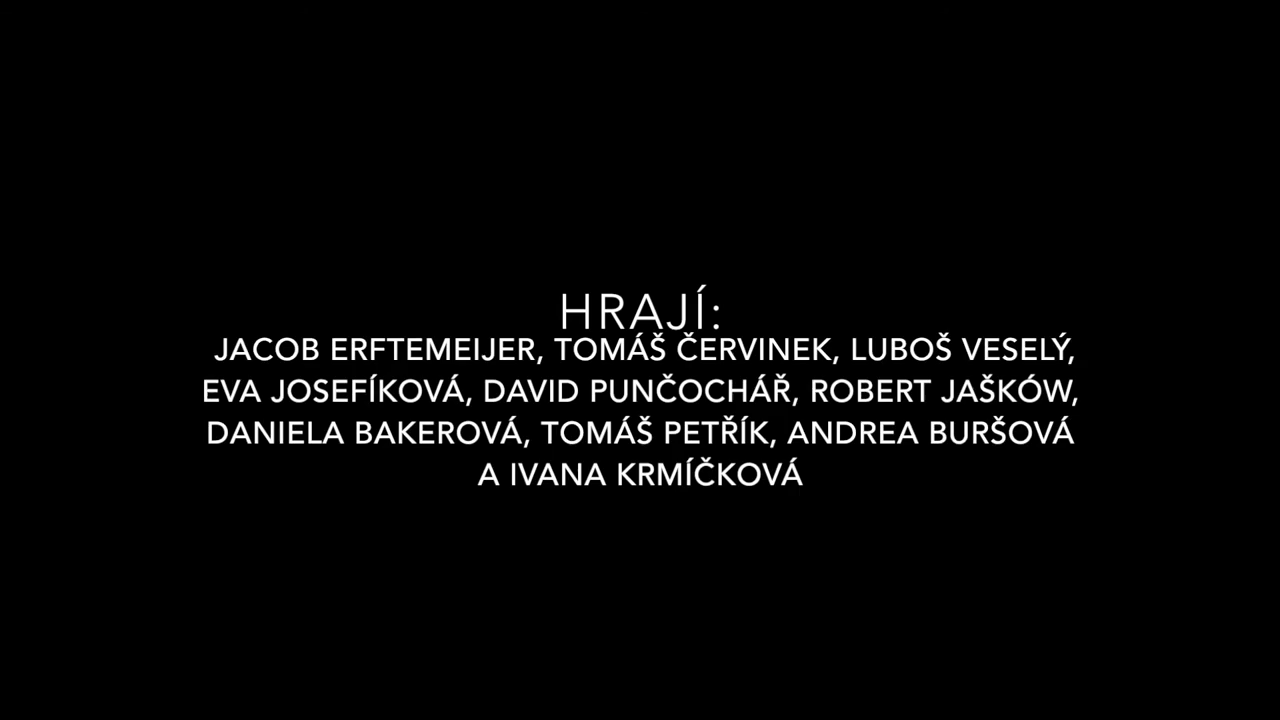 HRAJÍ:
JACOB ERFTEMEIJER, TOMÁŠ ČERVINEK, LUBOŠ VESELÝ,
EVA JOSEFÍKOVÁ, DAVID PUNČOCHÁŘ, ROBERT JAŠKÓW,
DANIELA BAKEROVÁ, TOMÁŠ PETŘÍK, ANDREA BURŠOVÁ
A IVANA KRMÍČKOVÁ